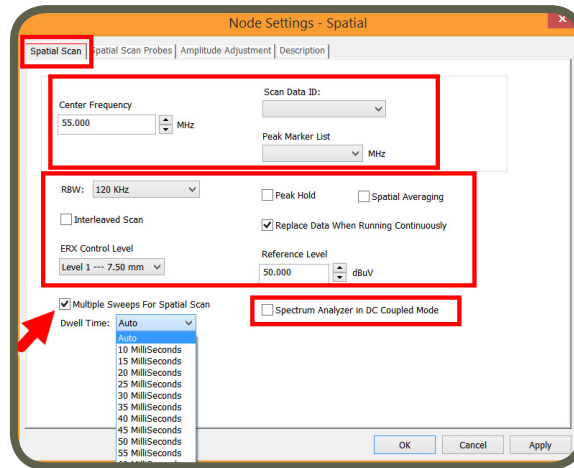 Node Settings - Spatial
Spatial Scan Spatial Scan Probes Amplitude Adjustment Description
Scan Data ID:
Center Frequency
55.000 MHz
Peak Marker List
MHz
RBW: 120 KHz
Peak Hold Spatial Averaging
Interleaved Scan
Replace Data When Running Continuously
ERX Control Level
Reference Level
Level 1 --- 7.50 mm
50.000 dBuV
Multiple Sweeps For Spatial Scan
Spectrum Analyzer in DC Coupled Mode
Dwell Time: Auto
Auto
10 MilliSeconds
15 MilliSeconds
20 MilliSeconds
25 MilliSeconds
30 MilliSeconds
35 MilliSeconds
40 MilliSeconds
45 MilliSeconds
50 MilliSeconds
55 MilliSeconds
OK Cancel Apply